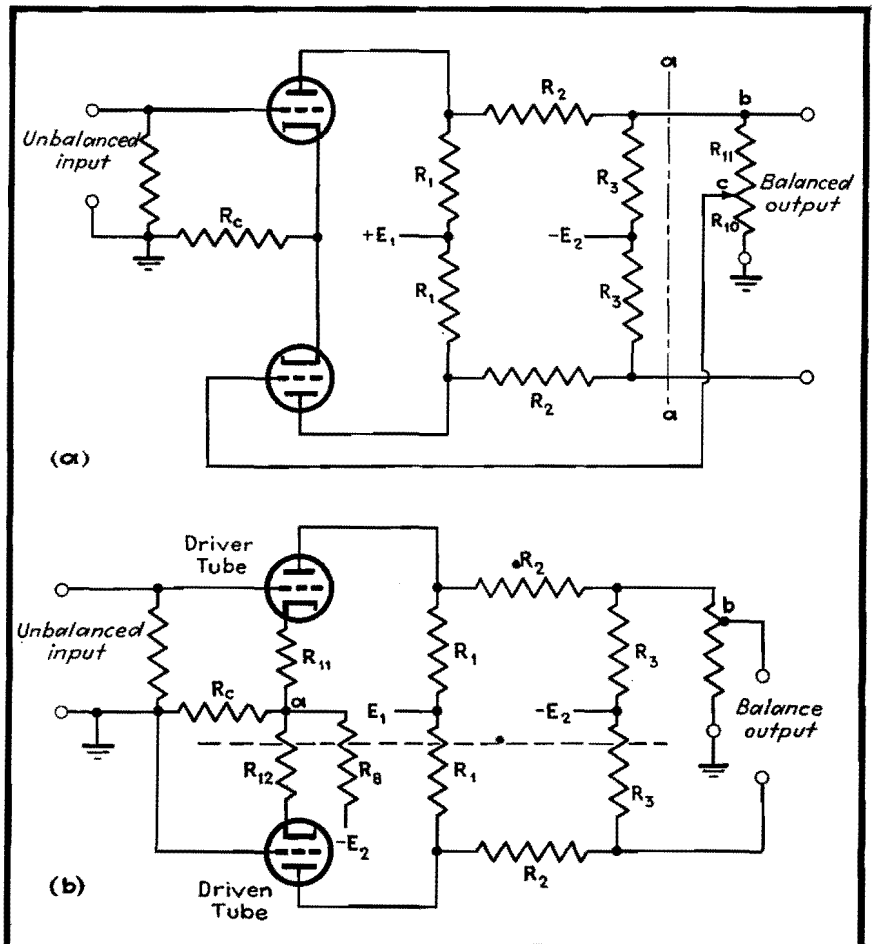 a
R2
b
Unbalanced
input
R1
R3
R11
c
Balanced
output
Rc
+E1
-E2
R10
R1
R3
R2
a
(a)
Driver
Tube
R2
b
Unbalanced
input
R11
R1
R3
Rc
a
E1
-E2
Balance
output
R12
R8
R1
R3
-E2
R2
(b)
Driven
Tube